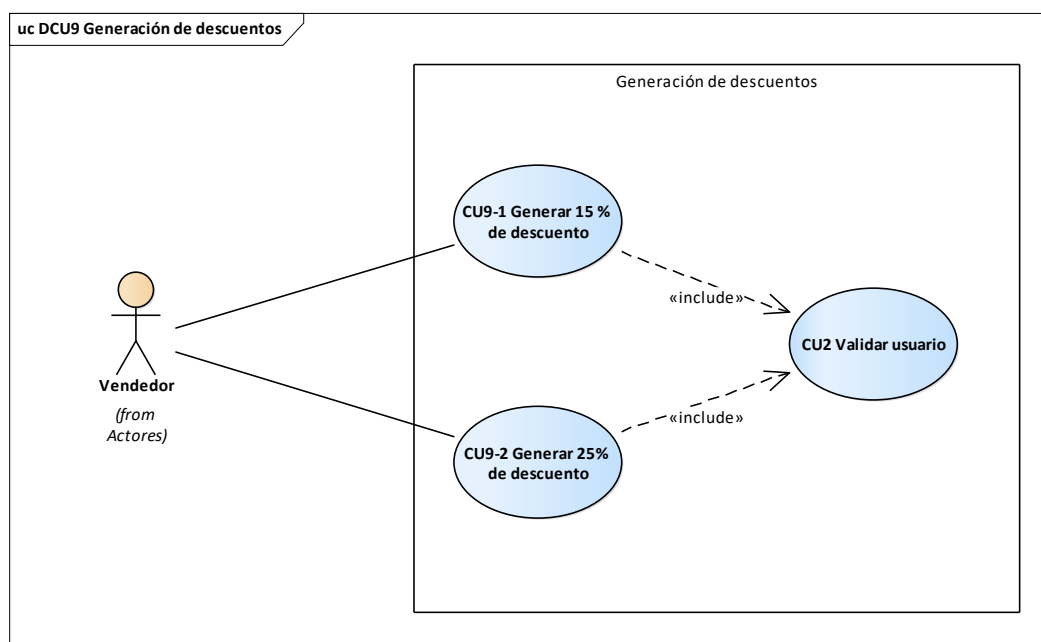 uc DCU9 Generación de descuentos
Generación de descuentos
CU9-1 Generar 15 %
de descuento
«include»
CU2 Validar usuario
Vendedor
(from
Actores)
«include»
CU9-2 Generar 25%
de descuento